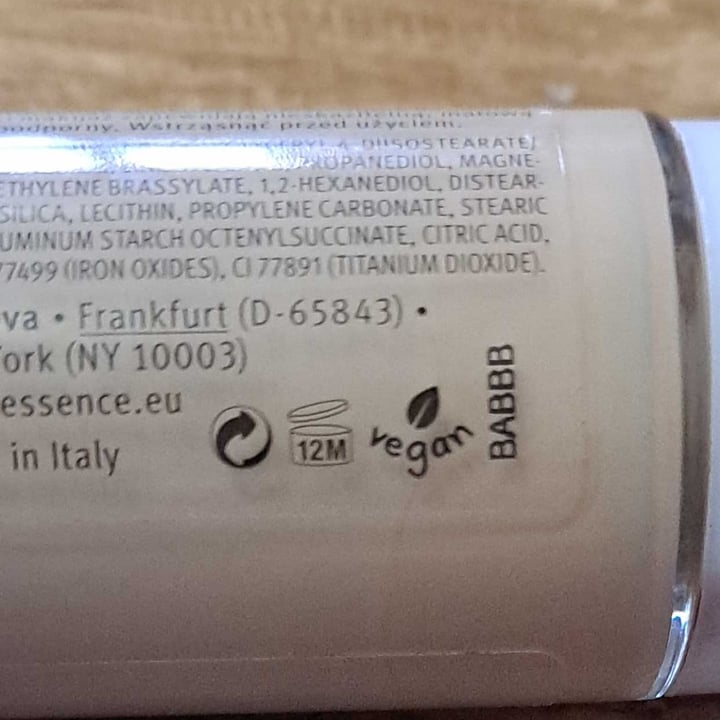 odporny. Wstrząsnąć przed użyciem.
DIISOSTEARATE)
MAGNE-
ETHYLENE BRASSYLATE, 1,2-HEXANEDIOL, DISTEAR-
SILICA, LECITHIN, PROPYLENE CARBONATE, STEARIC
UMINUM STARCH OCTENYLSUCCINATE, CITRIC ACID,
77499 (IRON OXIDES), CI 77891 (TITANIUM DIOXIDE).
va • Frankfurt (D-65843) •
York (NY 10003)
essence.eu
in Italy
12M
vegan
BABBB